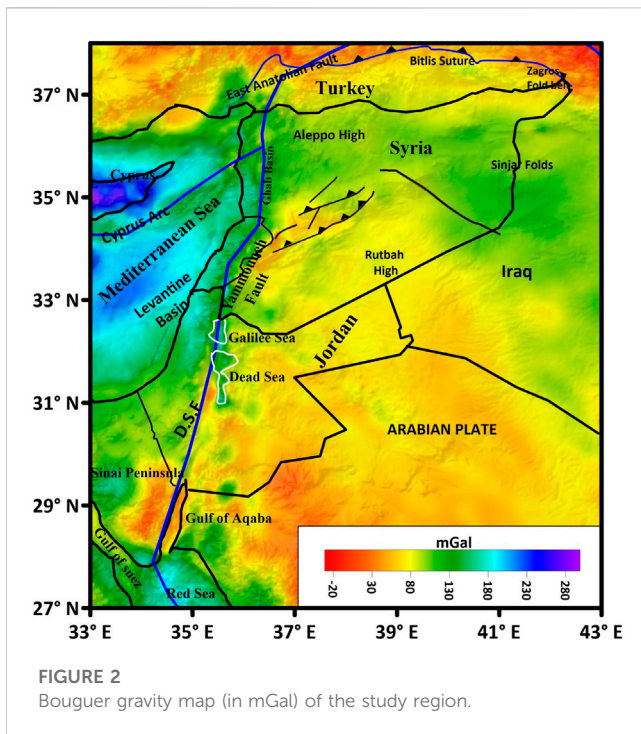 East Anatolian Fault
Bitlis Suture
Zagros
Fold belt
37° N
Turkey
Aleppo High
Syria
Sinjar Folds
Cyprus
35° N
Ghab Basin
Cyprus Arc
Mediterranean Sea
Levantine
Basin
Yammouneh
Fault
Rutbah
High
Iraq
33° N
Galilee Sea
Jordan
Dead Sea
31° N
D.S.F
ARABIAN PLATE
Sinai Peninsula
29° N
Gulf of Aqaba
Gulf of suez
Red Sea
mGal
-20
30
80
130
180
230
280
27° N
33° E
35° E
37° E
39° E
41° E
43° E
FIGURE 2
Bouguer gravity map (in mGal) of the study region.